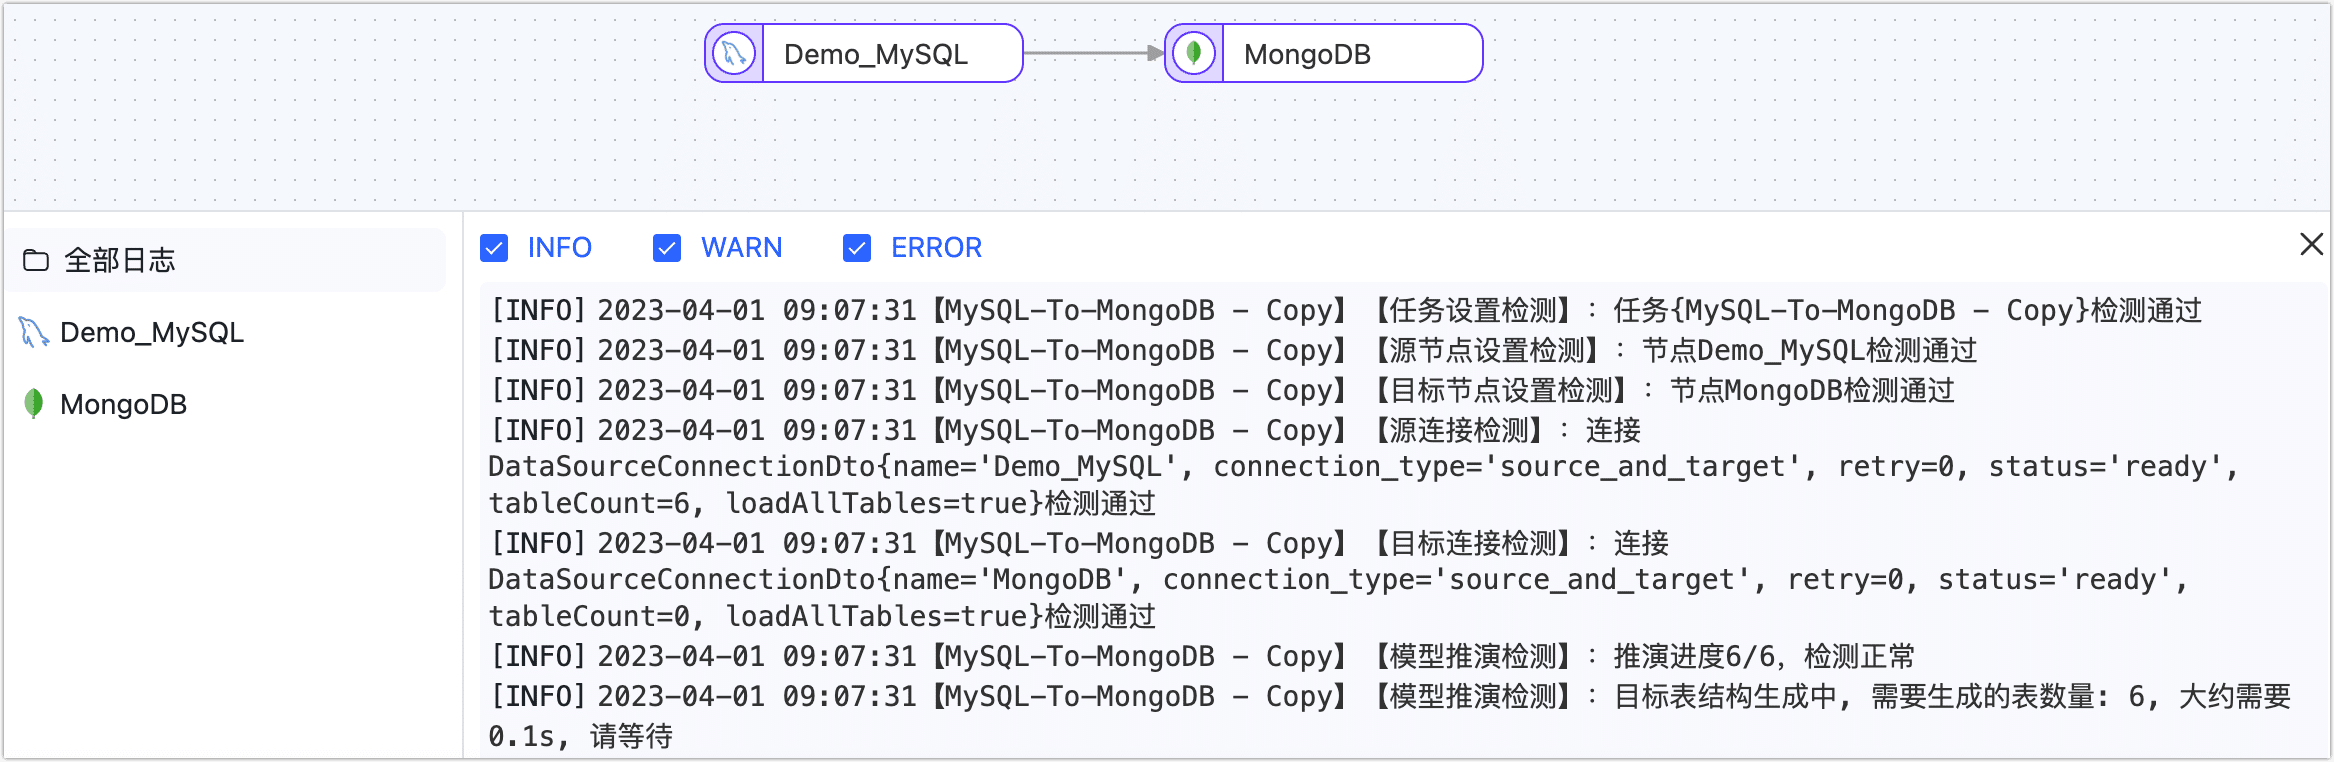 Demo_MySQL
MongoDB
全部日志
Demo_MySQL
MongoDB
INFO WARN ERROR
[INFO] 2023-04-01 09:07:31【MySQL-To-MongoDB - Copy】【任务设置检测】：任务{MySQL-To-MongoDB - Copy}检测通过
[INFO] 2023-04-01 09:07:31【MySQL-To-MongoDB - Copy】【源节点设置检测】：节点Demo_MySQL检测通过
[INFO] 2023-04-01 09:07:31【MySQL-To-MongoDB - Copy】【目标节点设置检测】：节点MongoDB检测通过
[INFO] 2023-04-01 09:07:31【MySQL-To-MongoDB - Copy】【源连接检测】：连接
DataSourceConnectionDto{name='Demo_MySQL', connection_type='source_and_target', retry=0, status='ready',
tableCount=6, loadAllTables=true}检测通过
[INFO] 2023-04-01 09:07:31【MySQL-To-MongoDB - Copy】【目标连接检测】：连接
DataSourceConnectionDto{name='MongoDB', connection_type='source_and_target', retry=0, status='ready',
tableCount=0, loadAllTables=true}检测通过
[INFO] 2023-04-01 09:07:31【MySQL-To-MongoDB - Copy】【模型推演检测】：推演进度6/6，检测正常
[INFO] 2023-04-01 09:07:31【MySQL-To-MongoDB - Copy】【模型推演检测】：目标表结构生成中, 需要生成的表数量: 6, 大约需要
0.1s, 请等待